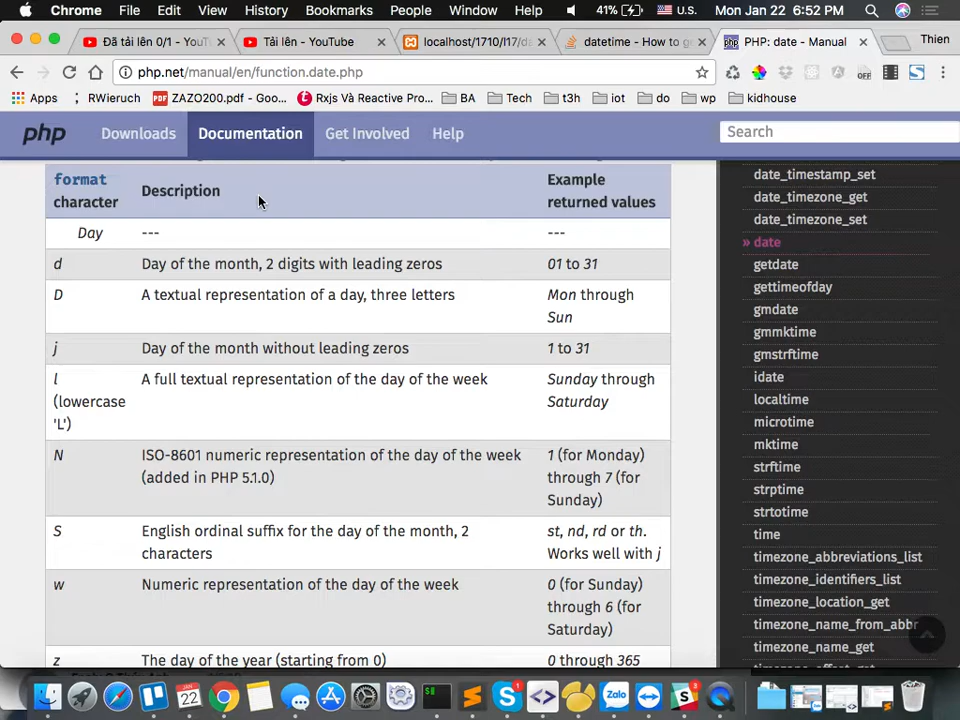 Chrome File Edit View History Bookmarks People Window Help 41% U.S. Mon Jan 22 6:52 PM
Đã tải lên 0/1 - YouT Tải lên - YouTube localhost/1710/l17/d datetime - How to g PHP: date - Manual Thien
php.net/manual/en/function.date.php
Apps RWieruch ZAZO200.pdf - Goo... Rxjs Và Reactive Pro... BA Tech t3h iot do wp kidhouse
php Downloads Documentation Get Involved Help Search
format character Description Example returned values
Day --- ---
d Day of the month, 2 digits with leading zeros 01 to 31
D A textual representation of a day, three letters Mon through
Sun
j Day of the month without leading zeros 1 to 31
l A full textual representation of the day of the week Sunday through
(lowercase Saturday
'L')
N ISO-8601 numeric representation of the day of the week 1 (for Monday)
(added in PHP 5.1.0) through 7 (for
Sunday)
S English ordinal suffix for the day of the month, 2 st, nd, rd or th.
characters Works well with j
w Numeric representation of the day of the week 0 (for Sunday)
through 6 (for
Saturday)
z The day of the year (starting from 0) 0 through 365
date_timestamp_set
date_timezone_get
date_timezone_set
» date
getdate
gettimeofday
gmdate
gmmktime
gmstrftime
idate
localtime
microtime
mktime
strftime
strptime
strtotime
time
timezone_abbreviations_list
timezone_identifiers_list
timezone_location_get
timezone_name_from_abbr
timezone_name_get
JAN
22
Zalo